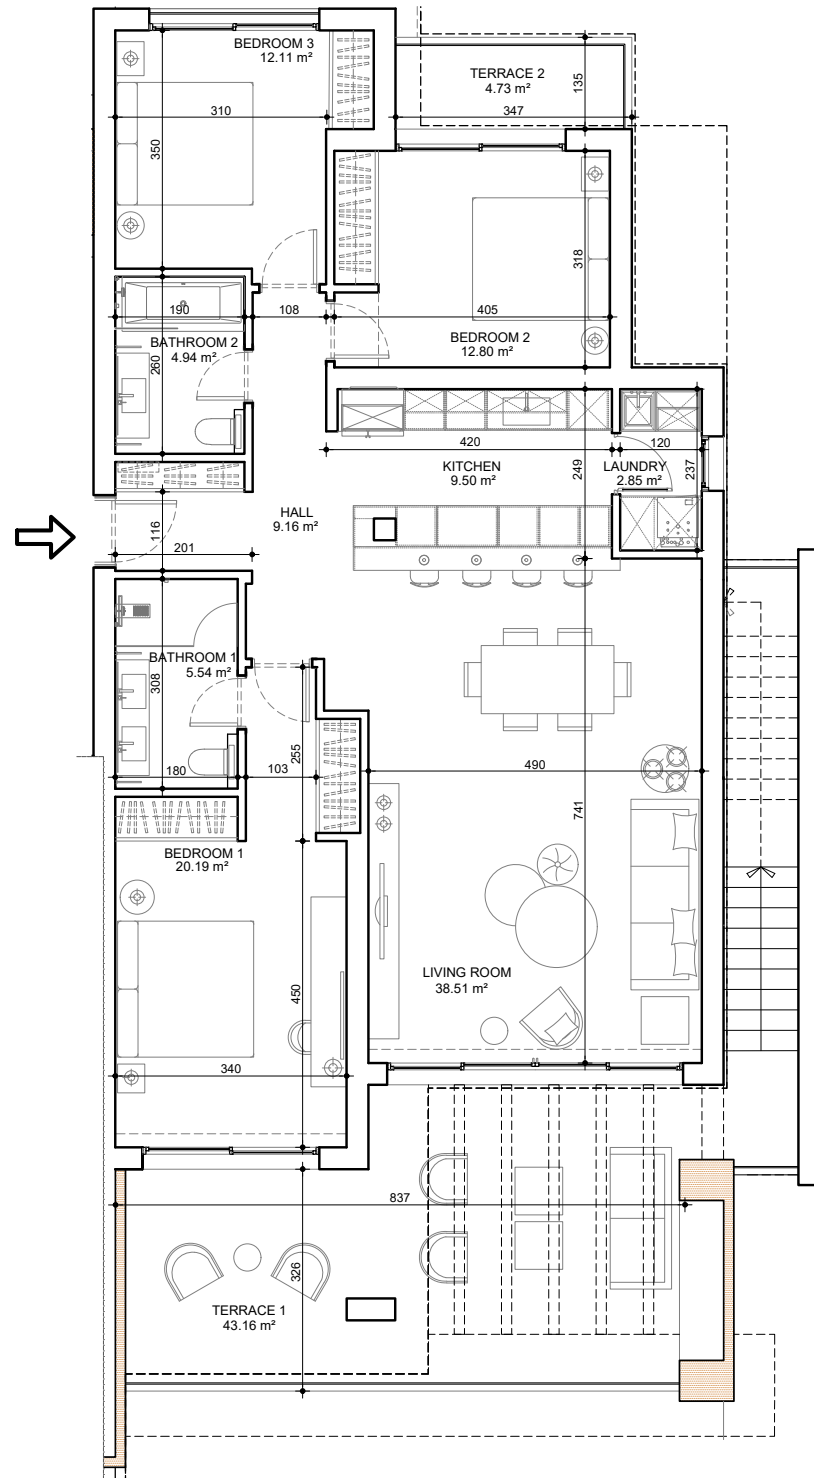 BEDROOM 3
12.11 m²
TERRACE 2
4.73 m²
135
310
347
350
318
190
108
405
BATHROOM 2
4.94 m²
BEDROOM 2
12.80 m²
260
420
120
KITCHEN
9.50 m²
249
LAUNDRY
2.85 m²
237
HALL
9.16 m²
116
201
BATHROOM 1
5.54 m²
308
255
180
103
490
741
BEDROOM 1
20.19 m²
LIVING ROOM
38.51 m²
450
340
837
326
TERRACE 1
43.16 m²